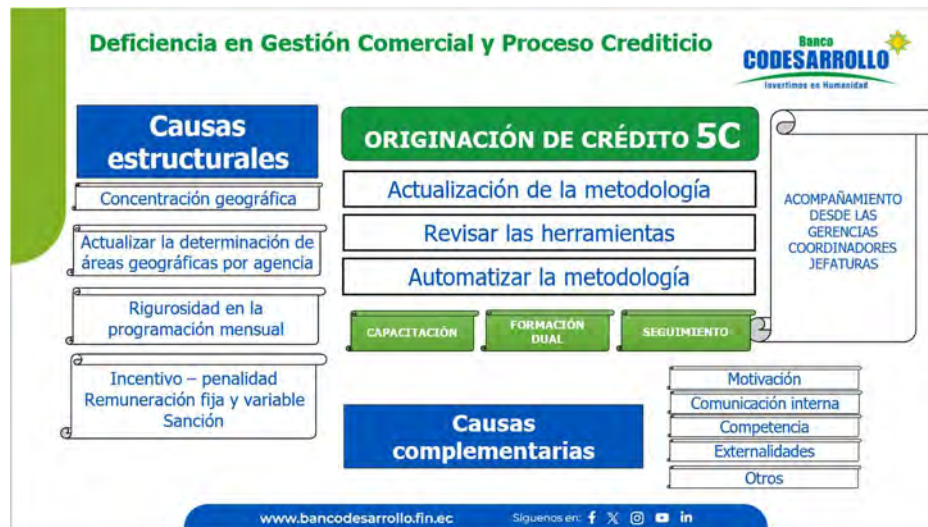 Deficiencia en Gestión Comercial y Proceso Crediticio
Banco
CODESARROLLO
Invertimos en Humanidad
Causas
estructurales
Concentración geográfica
Actualizar la determinación de
áreas geográficas por agencia
Rigurosidad en la
programación mensual
Incentivo – penalidad
Remuneración fija y variable
Sanción
ORIGINACIÓN DE CRÉDITO 5C
Actualización de la metodología
Revisar las herramientas
Automatizar la metodología
CAPACITACIÓN
FORMACIÓN
DUAL
SEGUIMIENTO
ACOMPAÑAMIENTO
DESDE LAS
GERENCIAS
COORDINADORES
JEFATURAS
Causas
complementarias
Motivación
Comunicación interna
Competencia
Externalidades
Otros
www.bancodesarrollo.fin.ec
Síguenos en: